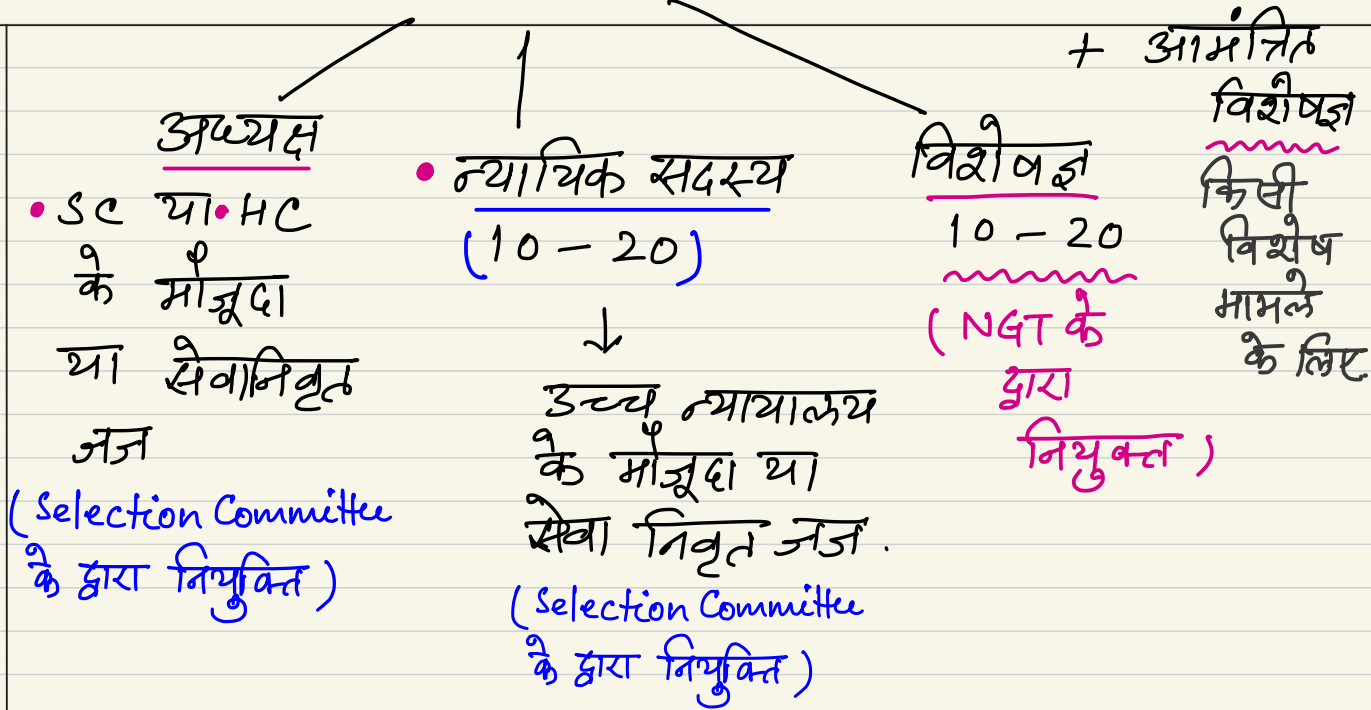 अध्यक्ष
• SC या • HC
के मौजूदा
या सेवानिवृत
जज
(Selection Committee
के द्वारा नियुक्ति)
• न्यायिक सदस्य
(10 – 20)
↓
उच्च न्यायालय
के मौजूदा या
सेवा निवृत जज.
(Selection Committee
के द्वारा नियुक्ति)
विशेषज्ञ
10 – 20
(NGT के
द्वारा
नियुक्त)
+ आमंत्रित
विशेषज्ञ
किसी
विशेष
मामले
के लिए